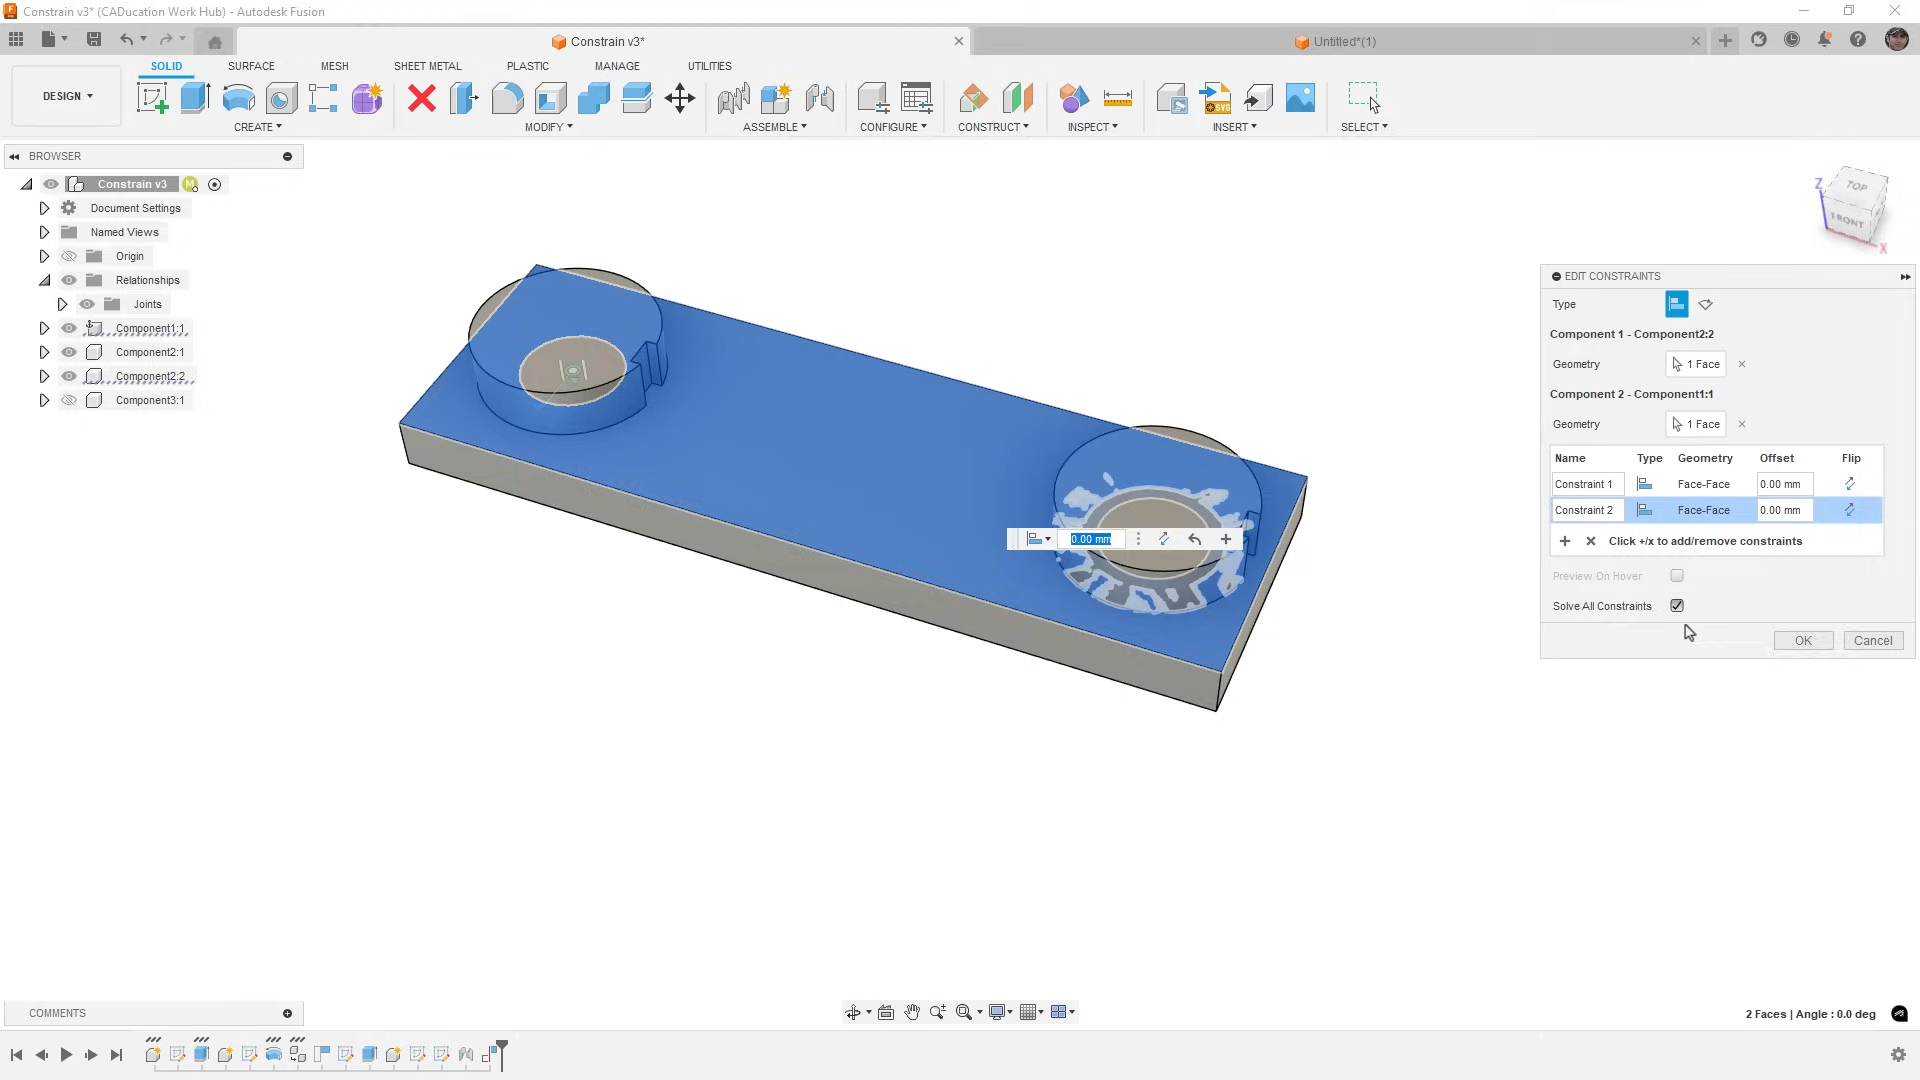 Constrain v3* (CADucation Work Hub) - Autodesk Fusion
Constrain v3*
Untitled*(1)
DESIGN
SOLID SURFACE MESH SHEET METAL PLASTIC MANAGE UTILITIES
CREATE MODIFY ASSEMBLE CONFIGURE CONSTRUCT INSPECT INSERT SELECT
BROWSER
Constrain v3
M
Document Settings
Named Views
Origin
Relationships
Joints
Component1:1
Component2:1
Component2:2
Component3:1
Z
TOP
FRONT
X
EDIT CONSTRAINTS
Type
Component 1 - Component2:2
Geometry 1 Face
Component 2 - Component1:1
Geometry 1 Face
Name Type Geometry Offset Flip
Constraint 1 Face-Face 0.00 mm
Constraint 2 Face-Face 0.00 mm
Click +/x to add/remove constraints
Preview On Hover
Solve All Constraints
OK Cancel
0.00 mm
COMMENTS
2 Faces | Angle : 0.0 deg